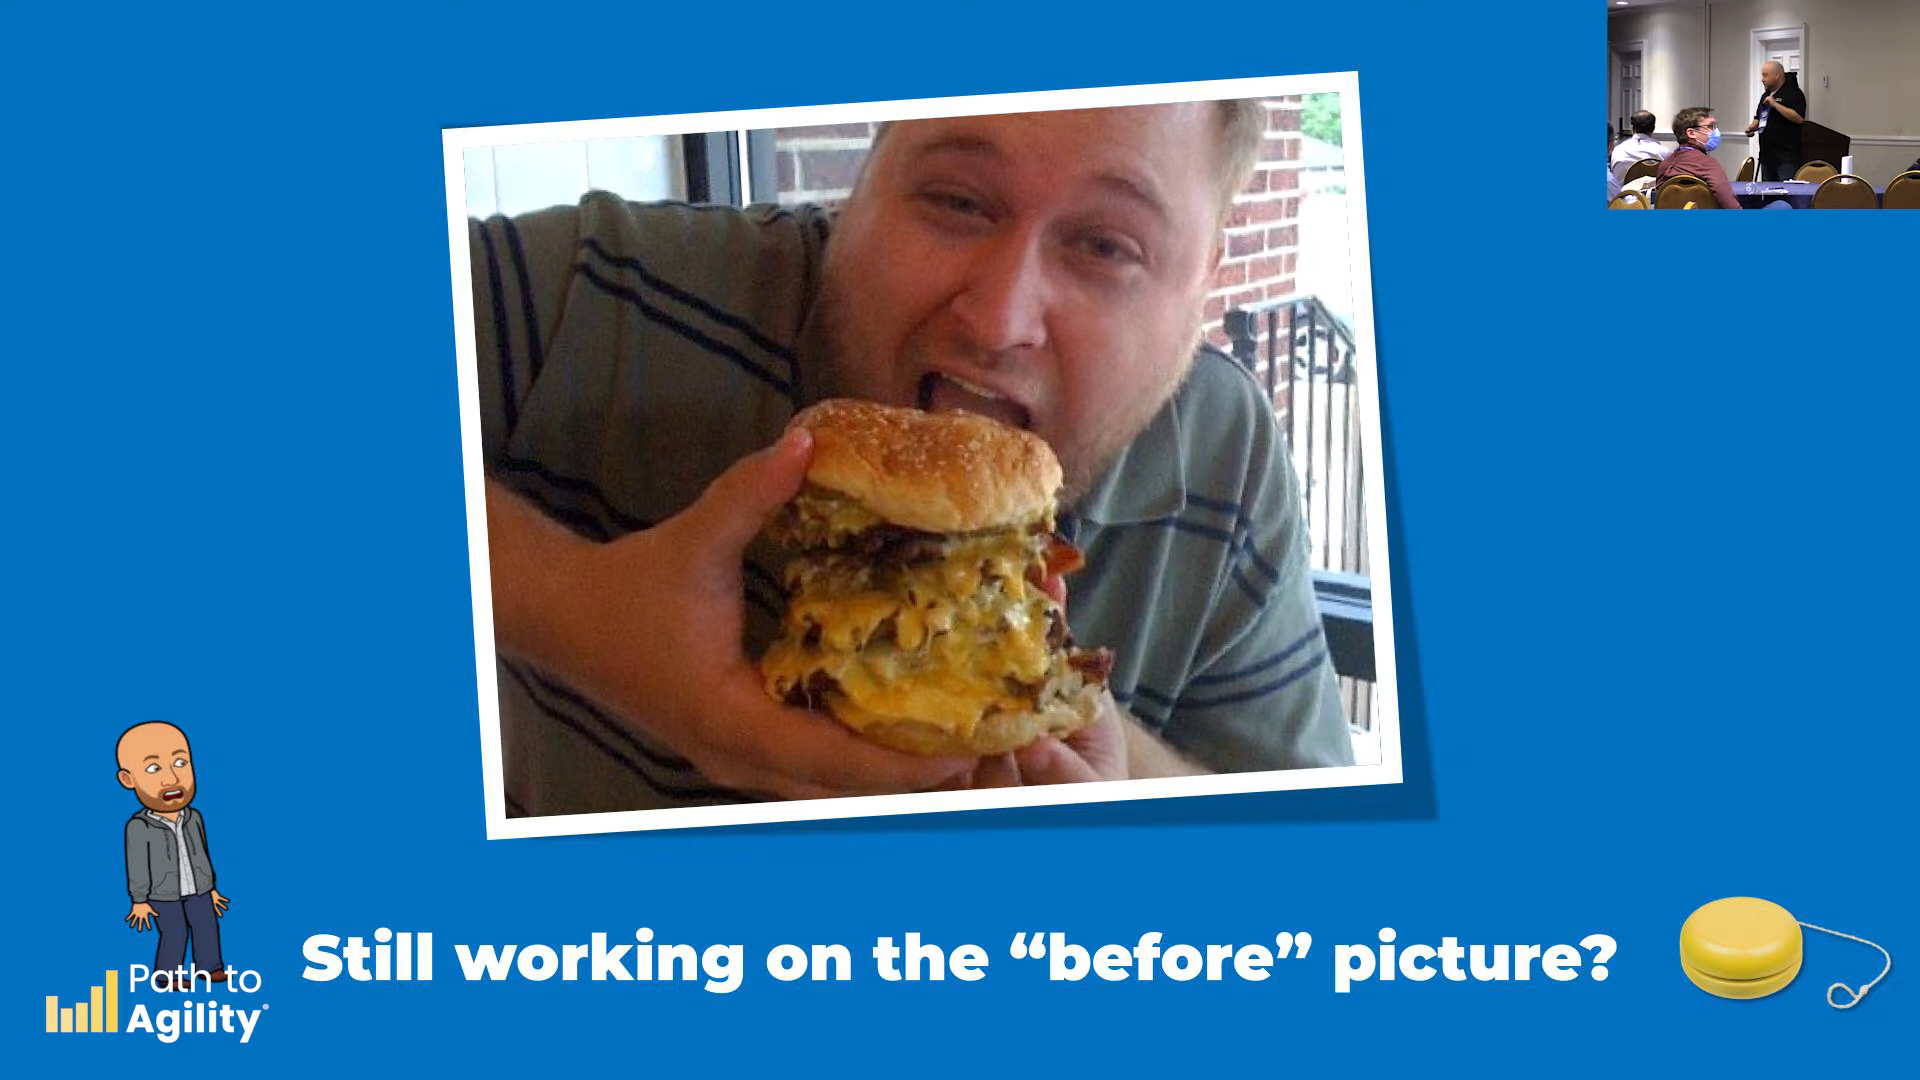 Still working on the “before” picture?
Path to
Agility®